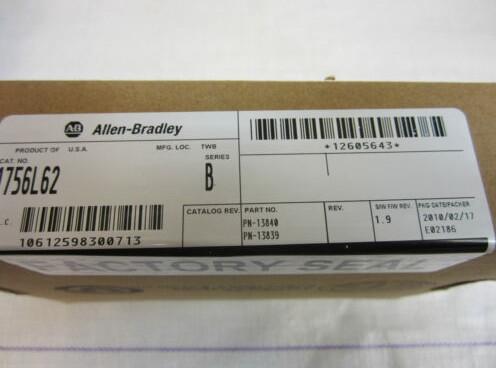 AB Allen-Bradley
*12605643*
PRODUCT OF U.S.A. MFG. LOC. TWB
CAT. NO. SERIES
1756L62 B
CATALOG REV. PART NO. REV. S/W F/W REV. PKG DATE/PACKER
PN-13840 1.9 2010/02/17
PN-13839 E02186
10612598300713
FACTORY SEAL